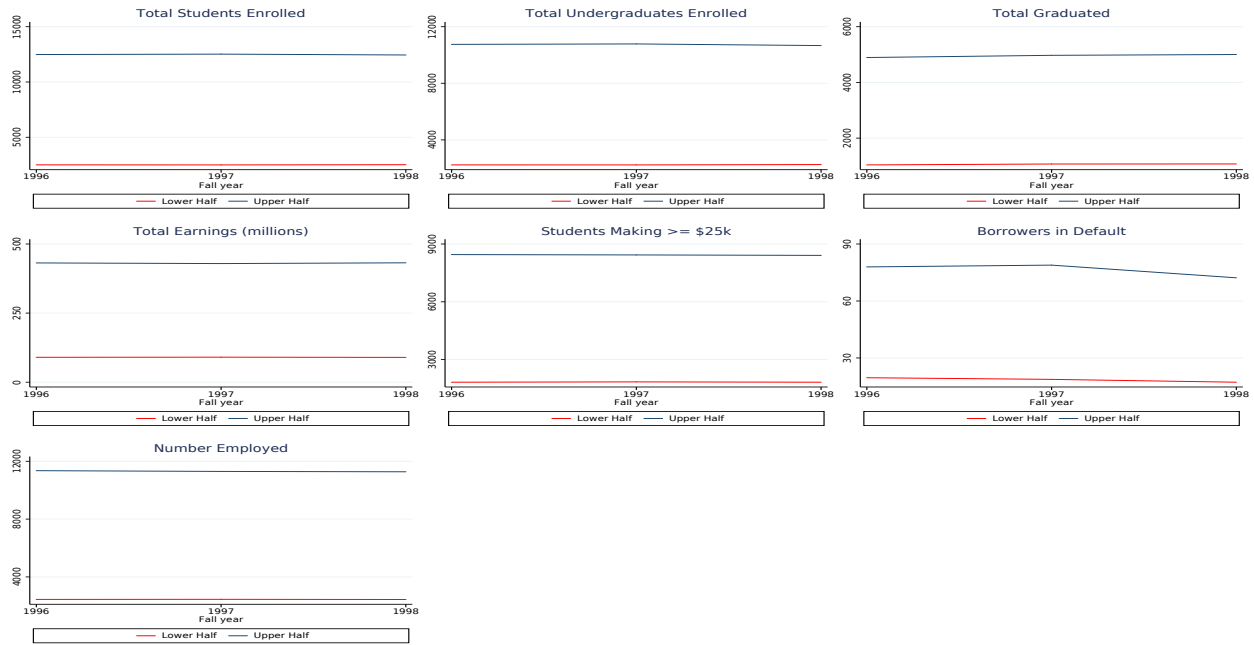 Total Students Enrolled
15000
10000
5000
1996 1997 1998
Fall year
Lower Half Upper Half
Total Undergraduates Enrolled
12000
8000
4000
1996 1997 1998
Fall year
Lower Half Upper Half
Total Graduated
6000
4000
2000
1996 1997 1998
Fall year
Lower Half Upper Half
Total Earnings (millions)
500
250
0
1996 1997 1998
Fall year
Lower Half Upper Half
Students Making >= $25k
9000
6000
3000
1996 1997 1998
Fall year
Lower Half Upper Half
Borrowers in Default
90
60
30
1996 1997 1998
Fall year
Lower Half Upper Half
Number Employed
12000
8000
4000
1996 1997 1998
Fall year
Lower Half Upper Half